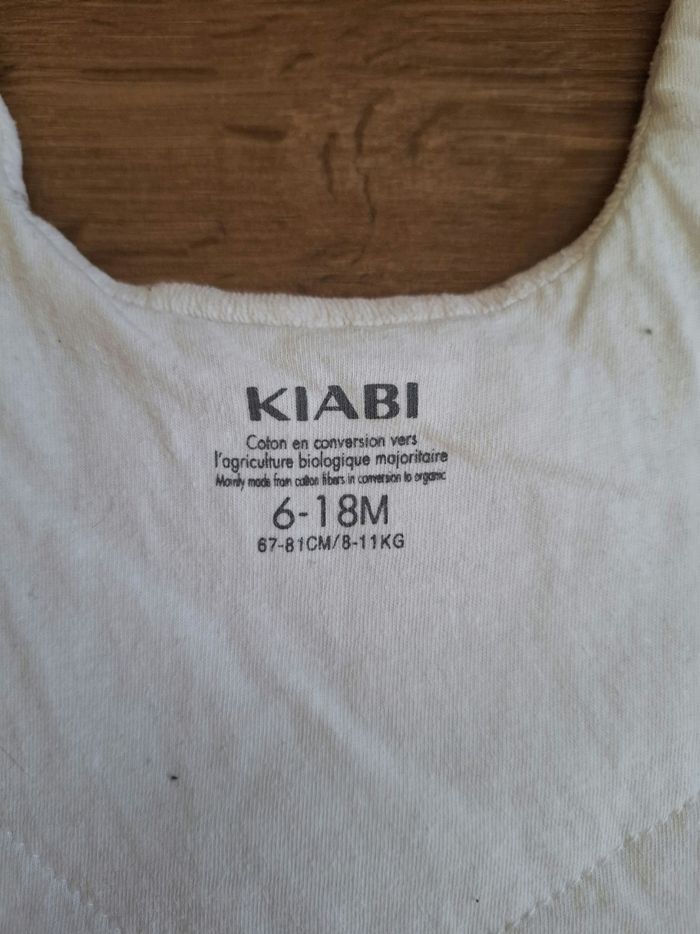 KIABI
Coton en conversion vers
l'agriculture biologique majoritaire
Mainly made from cotton fibers in conversion to organic
6-18M
67-81CM/8-11KG